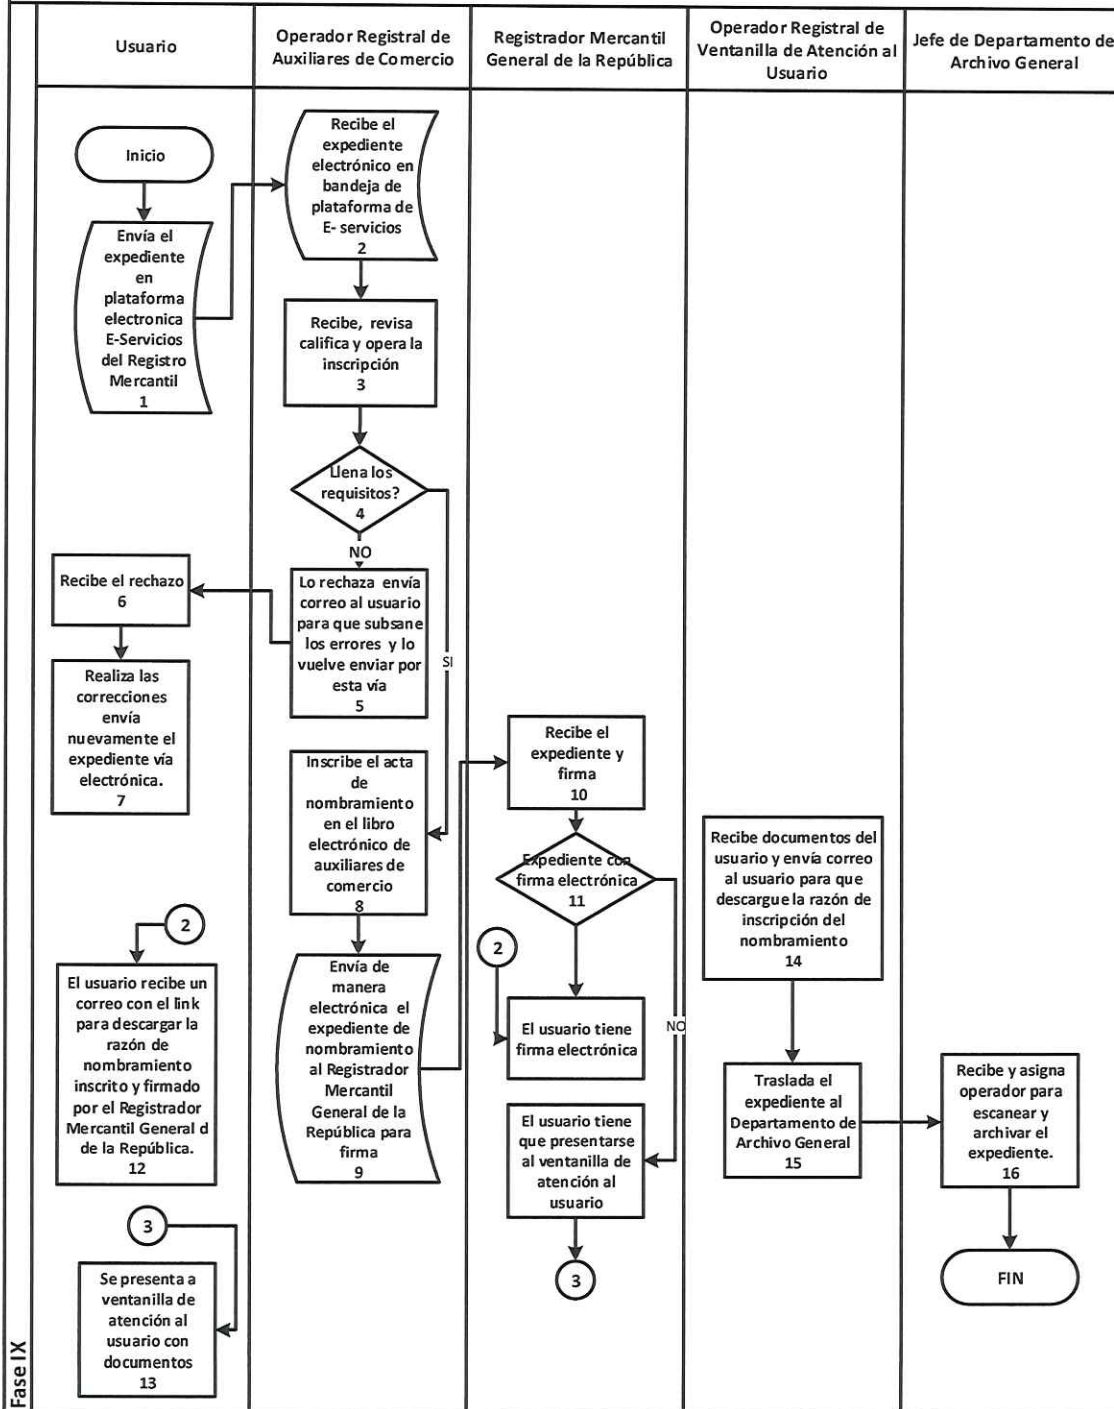 Usuario
Operador Registral de
Auxiliares de Comercio
Registrador Mercantil
General de la República
Operador Registral de
Ventanilla de Atención al
Usuario
Jefe de Departamento de
Archivo General
Inicio
Envía el
expediente
en
plataforma
electronica
E-Servicios
del Registro
Mercantil
1
Recibe el
expediente
electrónico en
bandeja de
plataforma de
E- servicios
2
Recibe, revisa
califica y opera la
inscripción
3
Llena los
requisitos?
4
NO
SI
Lo rechaza envía
correo al usuario
para que subsane
los errores y lo
vuelve enviar por
esta vía
5
Recibe el rechazo
6
Realiza las
correcciones
envía
nuevamente el
expediente vía
electrónica.
7
Inscribe el acta
de
nombramiento
en el libro
electrónico de
auxiliares de
comercio
8
Envía de
manera
electrónica el
expediente de
nombramiento
al Registrador
Mercantil
General de la
República para
firma
9
Recibe el
expediente y
firma
10
Expediente con
firma electrónica
11
NO
2
El usuario tiene
firma electrónica
El usuario tiene
que presentarse
al ventanilla de
atención al
usuario
3
2
El usuario recibe un
correo con el link
para descargar la
razón de
nombramiento
inscrito y firmado
por el Registrador
Mercantil General d
de la República.
12
3
Se presenta a
ventanilla de
atención al
usuario con
documentos
13
Recibe documentos del
usuario y envía correo
al usuario para que
descargue la razón de
inscripción del
nombramiento
14
Traslada el
expediente al
Departamento de
Archivo General
15
Recibe y asigna
operador para
escanear y
archivar el
expediente.
16
FIN
Fase IX